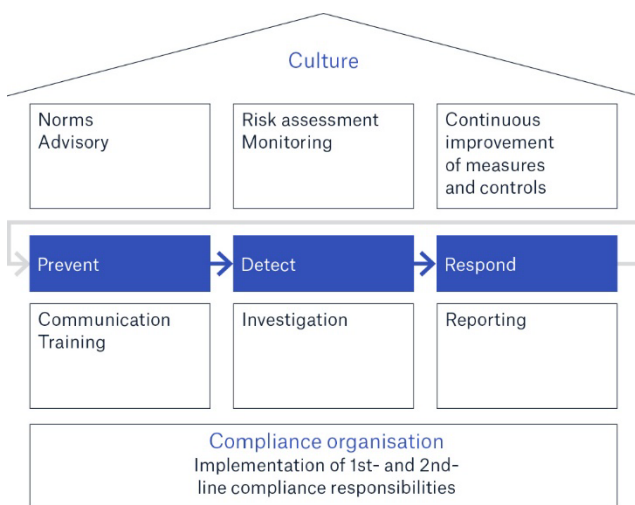 Culture
Norms
Advisory
Risk assessment
Monitoring
Continuous
improvement
of measures
and controls
Prevent
Detect
Respond
Communication
Training
Investigation
Reporting
Compliance organisation
Implementation of 1st- and 2nd-
line compliance responsibilities